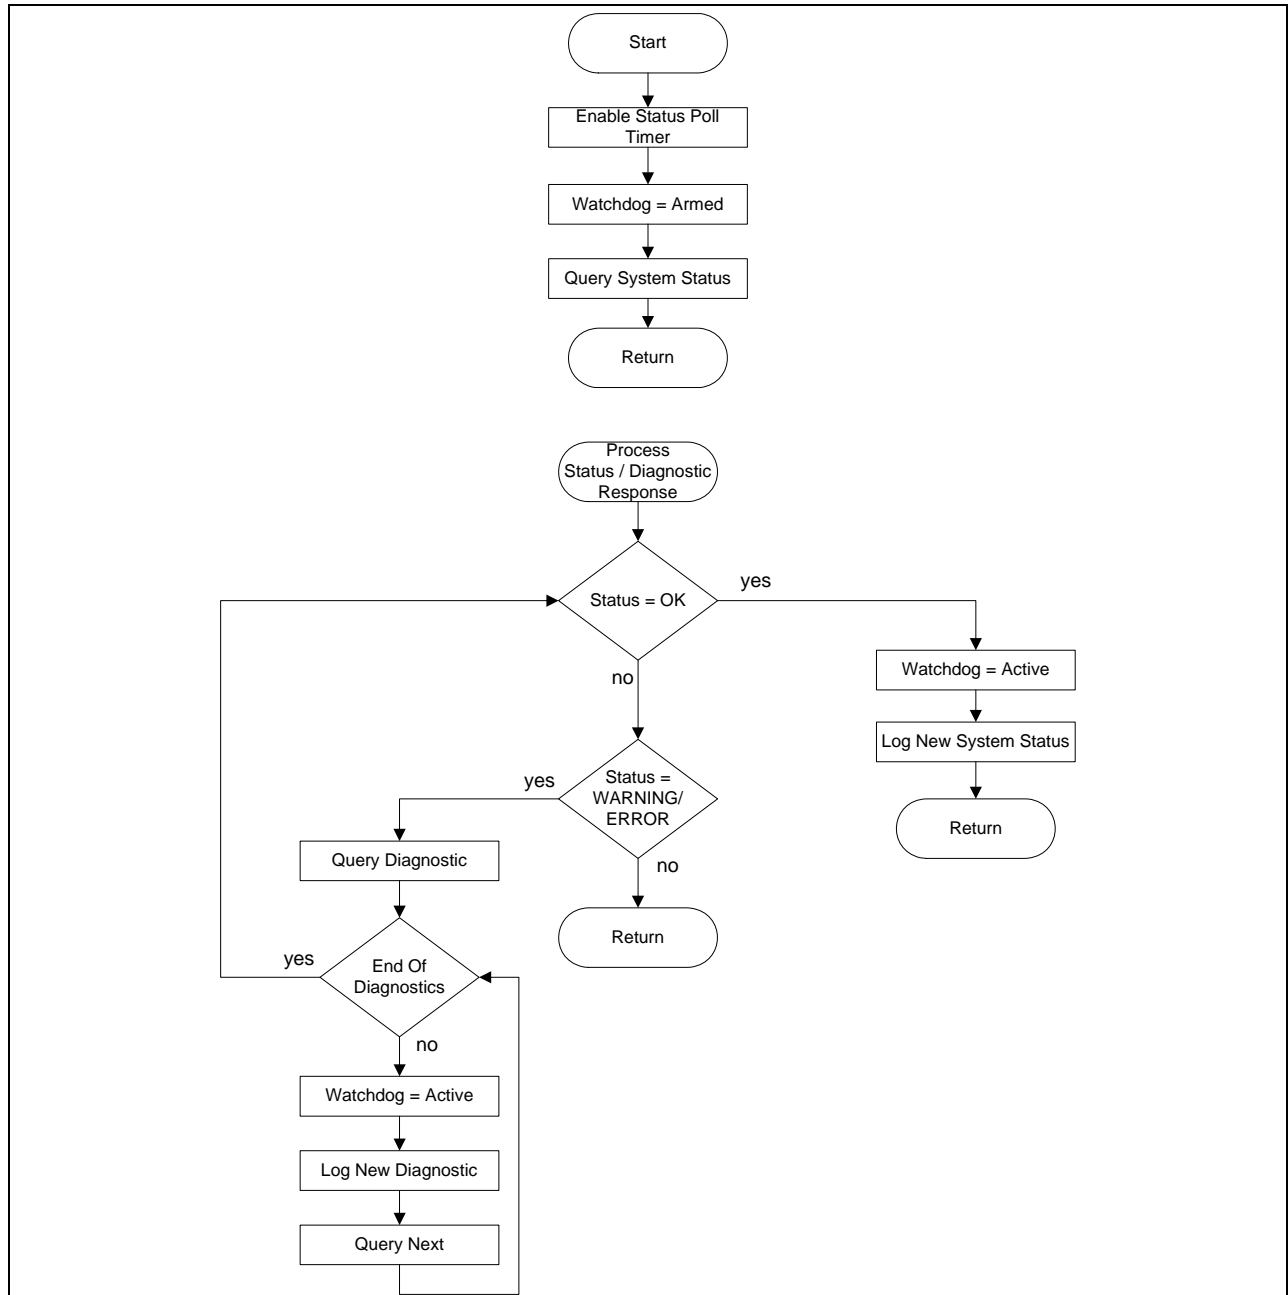 Start
Enable Status Poll
Timer
Watchdog = Armed
Query System Status
Return
Process
Status / Diagnostic
Response
Status = OK
yes
no
Watchdog = Active
Log New System Status
Return
Status =
WARNING/
ERROR
yes
no
Return
Query Diagnostic
End Of
Diagnostics
yes
no
Watchdog = Active
Log New Diagnostic
Query Next